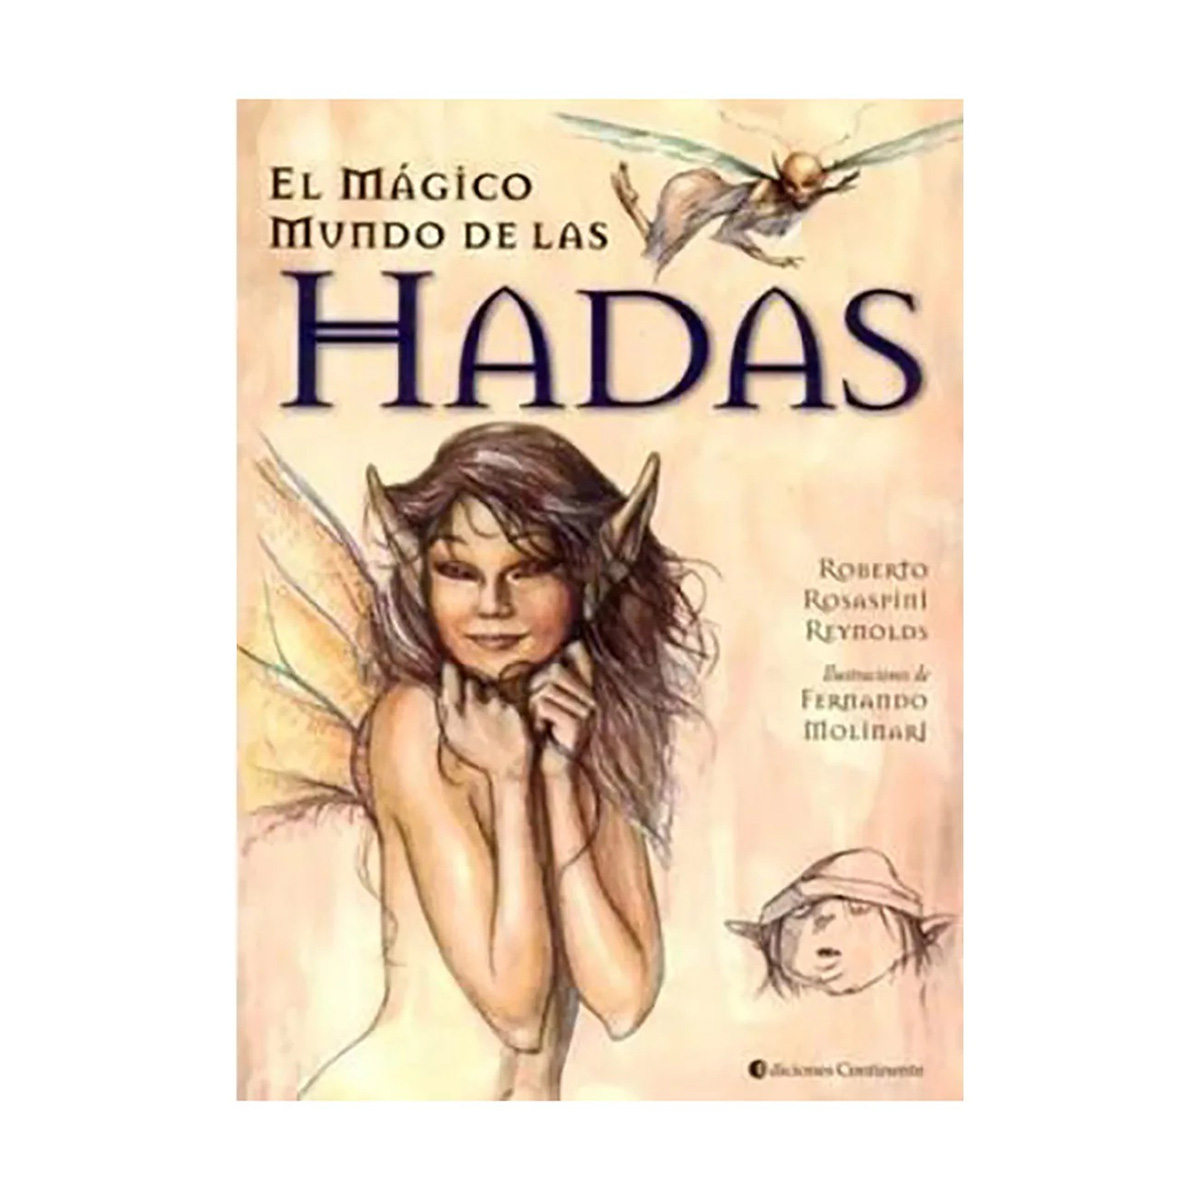 El Mágico
Mundo de las
Hadas
Roberto
Rosaspini
Reynolds
Ilustraciones de
Fernando
Molinari
Ediciones Continente